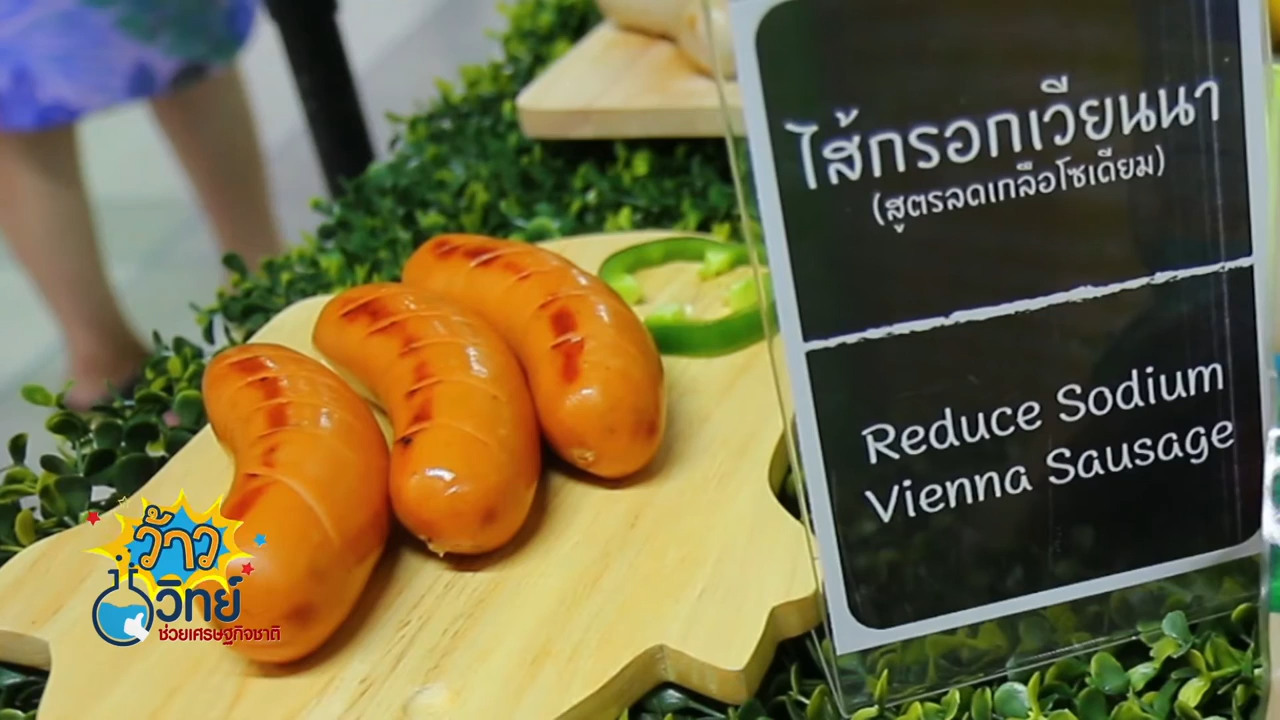 ไส้กรอกเวียนนา
(สูตรลดเกลือโซเดียม)
Reduce Sodium
Vienna Sausage
ว้าว
วิทย์
ช่วยเศรษฐกิจชาติ